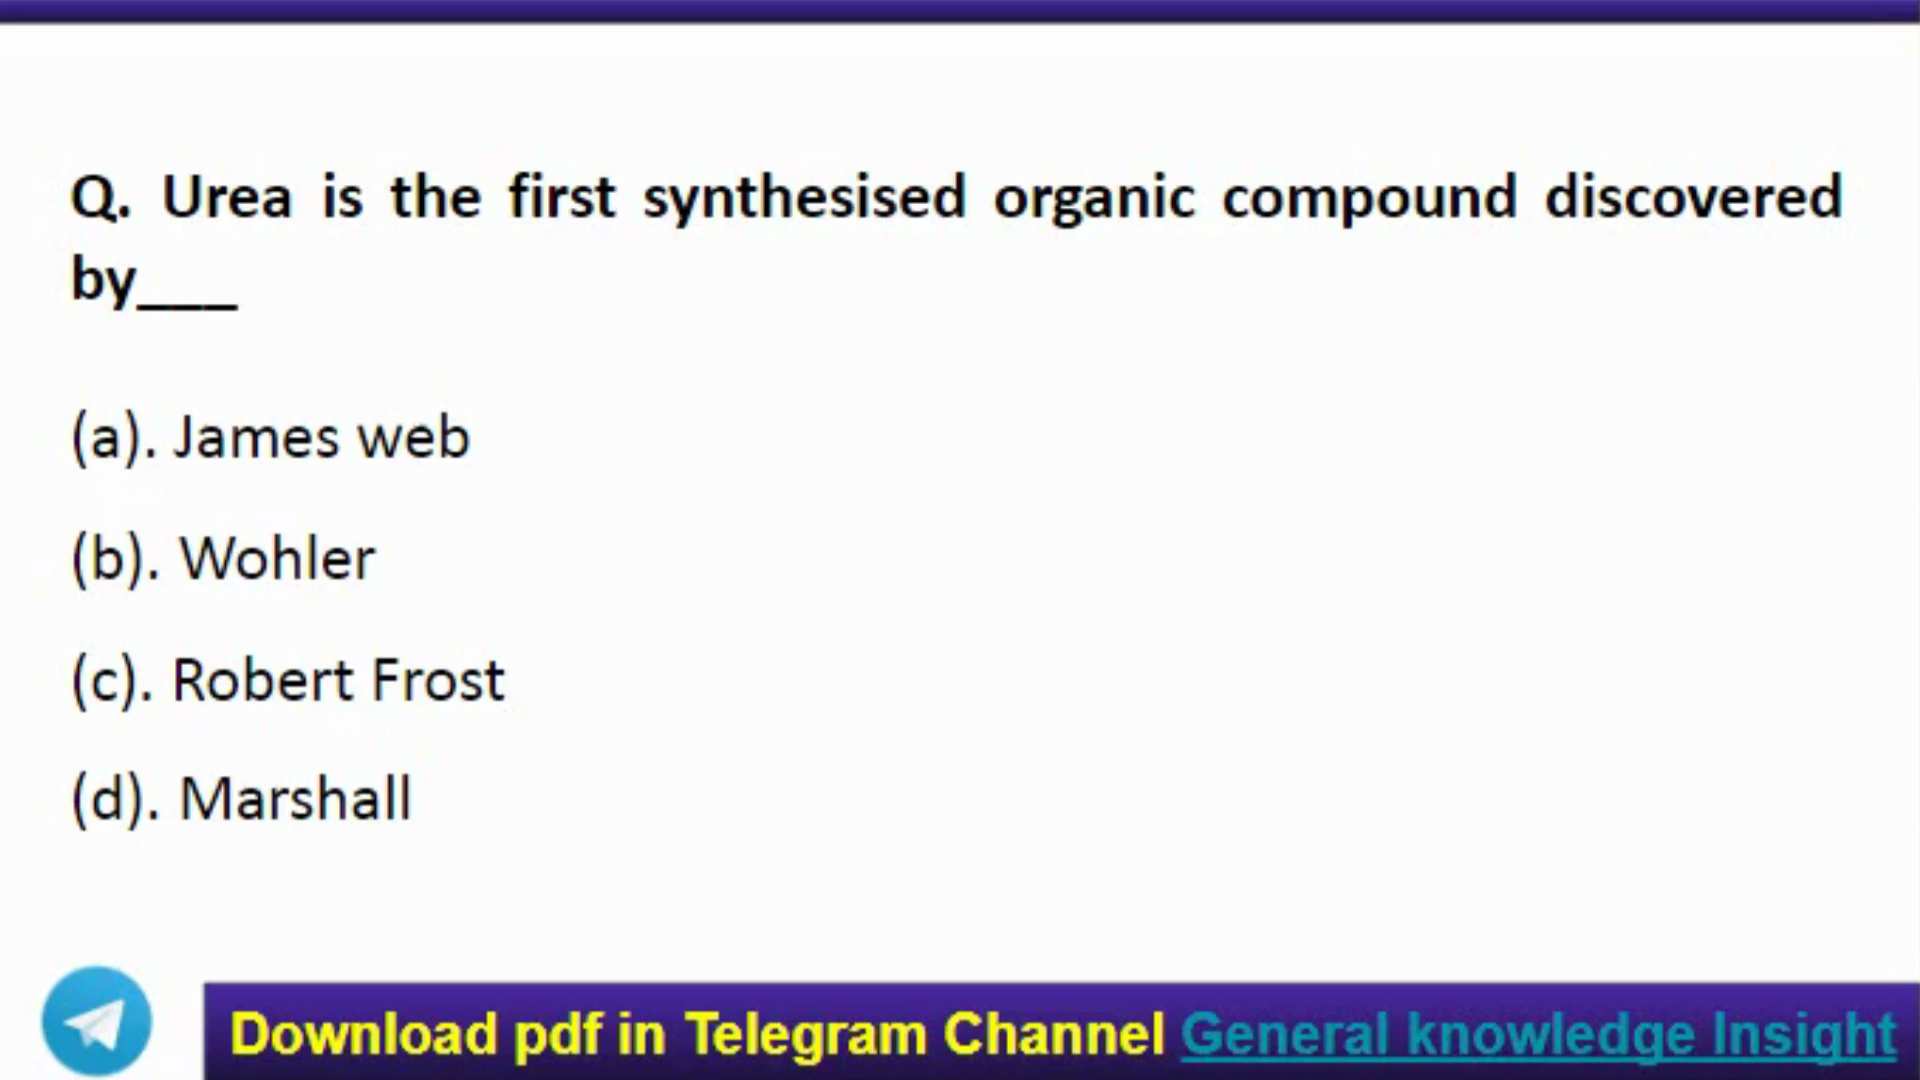 Q. Urea is the first synthesised organic compound discovered
by___
(a). James web
(b). Wohler
(c). Robert Frost
(d). Marshall
Download pdf in Telegram Channel General knowledge Insight